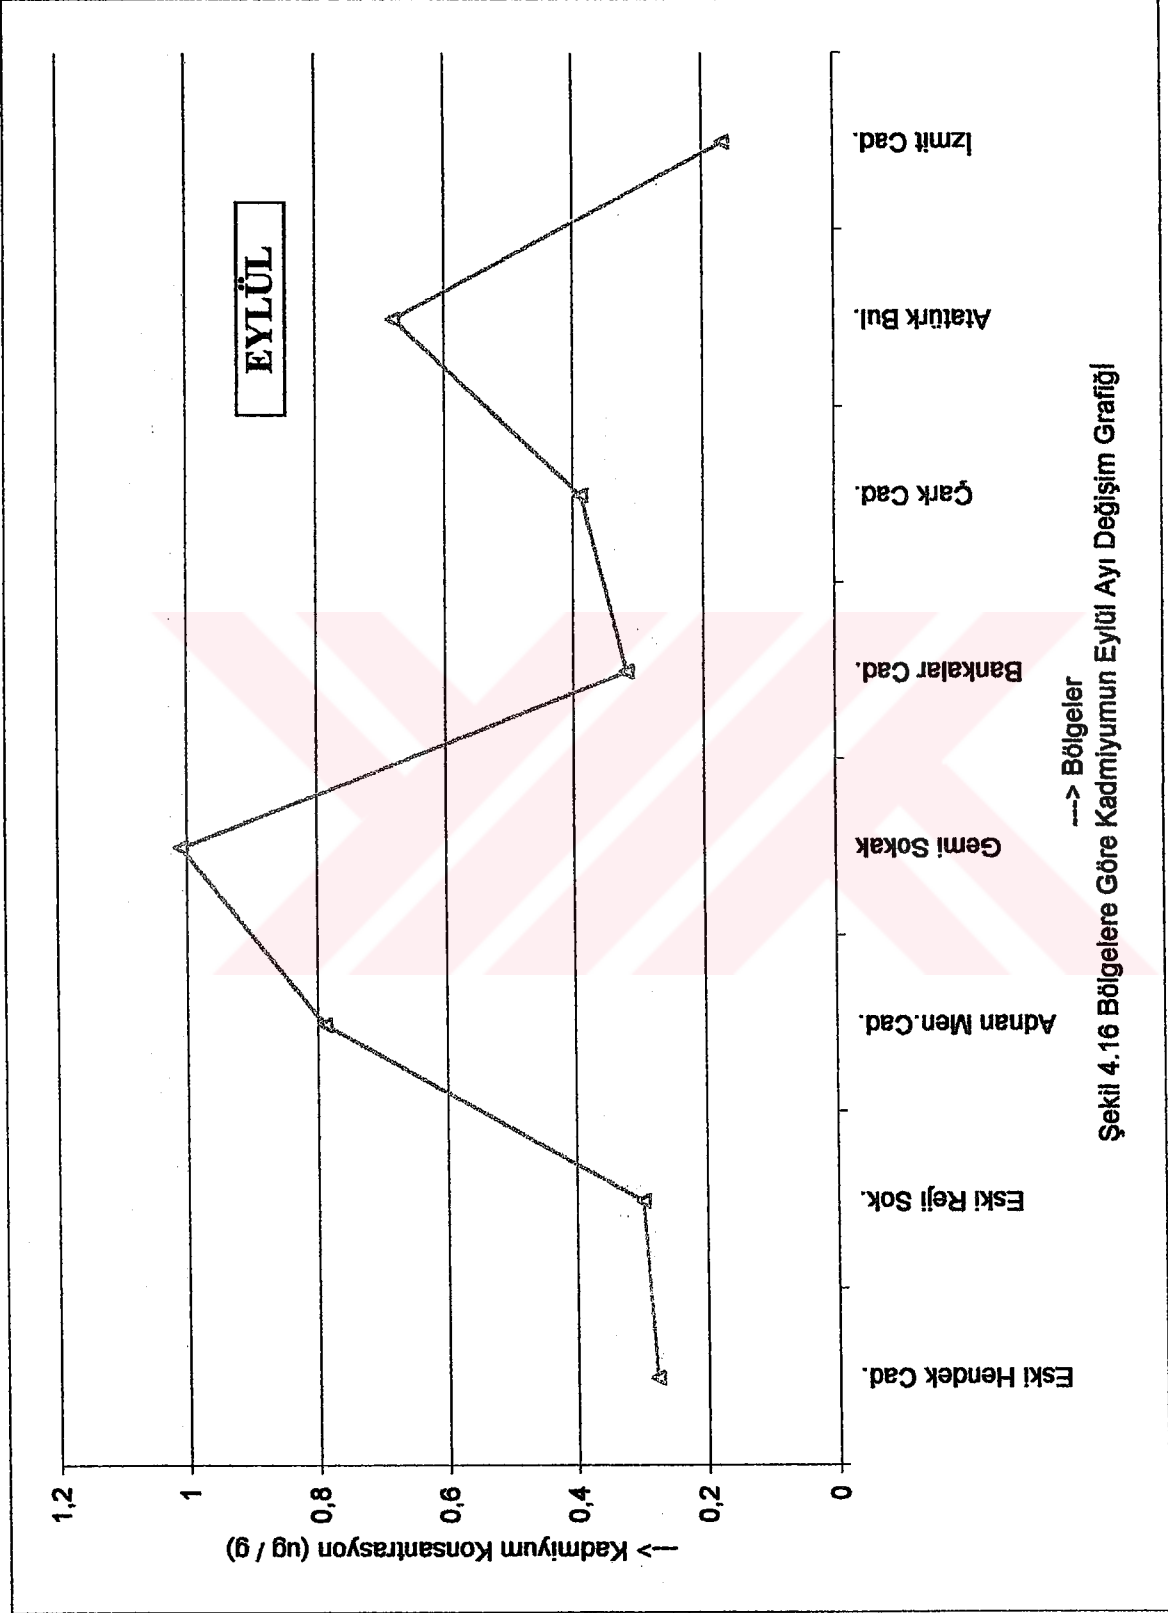 EYLÜL
---> Kadmiyum Konsantrasyon (ug / g)
1,2
1
0,8
0,6
0,4
0,2
0
Eski Hendek Cad.
Eski Reji Sok.
Adnan Men.Cad.
Gemi Sokak
Bankalar Cad.
Çark Cad.
Atatürk Bul.
İzmit Cad.
---> Bölgeler
Şekil 4.16 Bölgelere Göre Kadmiyumun Eylül Ayı Değişim Grafiği